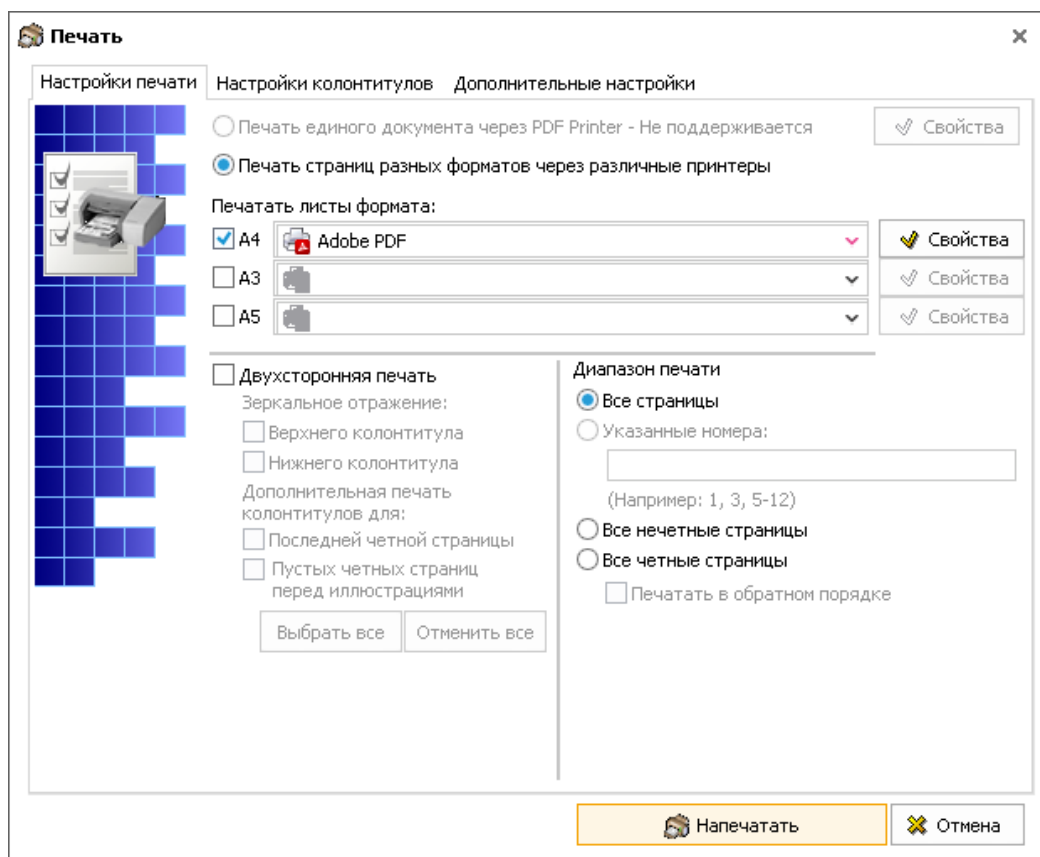 Печать
Настройки печати Настройки колонтитулов Дополнительные настройки
Печать единого документа через PDF Printer - Не поддерживается Свойства
Печать страниц разных форматов через различные принтеры
Печатать листы формата:
A4 Adobe PDF Свойства
A3 Свойства
A5 Свойства
Двухсторонняя печать
Зеркальное отражение:
Верхнего колонтитула
Нижнего колонтитула
Дополнительная печать
колонтитулов для:
Последней четной страницы
Пустых четных страниц
перед иллюстрациями
Выбрать все Отменить все
Диапазон печати
Все страницы
Указанные номера:
(Например: 1, 3, 5-12)
Все нечетные страницы
Все четные страницы
Печатать в обратном порядке
Напечатать Отмена